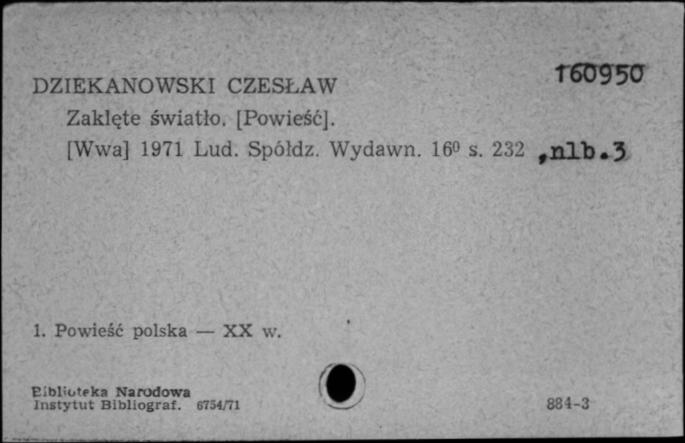 160950
DZIEKANOWSKI CZESŁAW
Zaklęte światło. [Powieść].
[Wwa] 1971 Lud. Spółdz. Wydawn. 16⁰ s. 232 ,nlb.3
1. Powieść polska — XX w.
Biblioteka Narodowa
Instytut Bibliograf. 6754/71
884-3